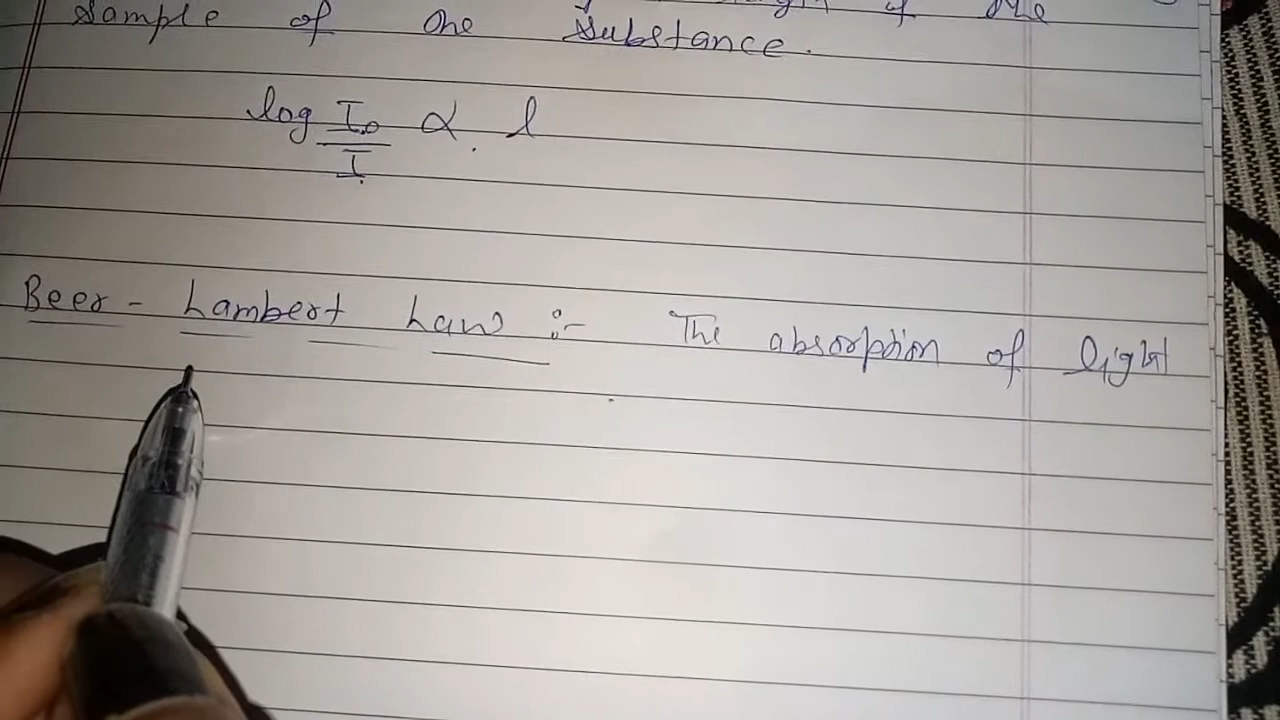 Sample of the Substance.
log I₀ ∝ l
I
Beer - Lambert Law :- The absorption of light